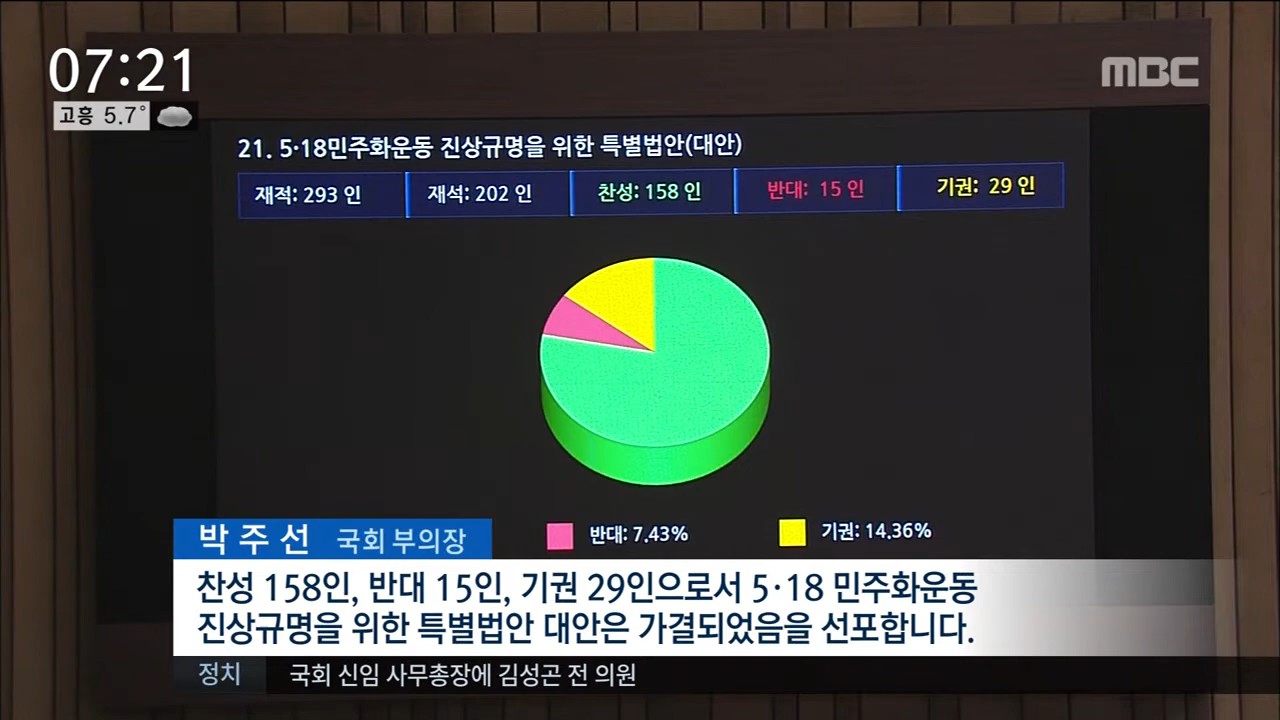 07:21
MBC
고흥 5.7°
21. 5·18민주화운동 진상규명을 위한 특별법안(대안)
재적: 293 인
재석: 202 인
찬성: 158 인
반대: 15 인
기권: 29 인
반대: 7.43%
기권: 14.36%
박주선 국회 부의장
찬성 158인, 반대 15인, 기권 29인으로서 5·18 민주화운동
진상규명을 위한 특별법안 대안은 가결되었음을 선포합니다.
정치 국회 신임 사무총장에 김성곤 전 의원